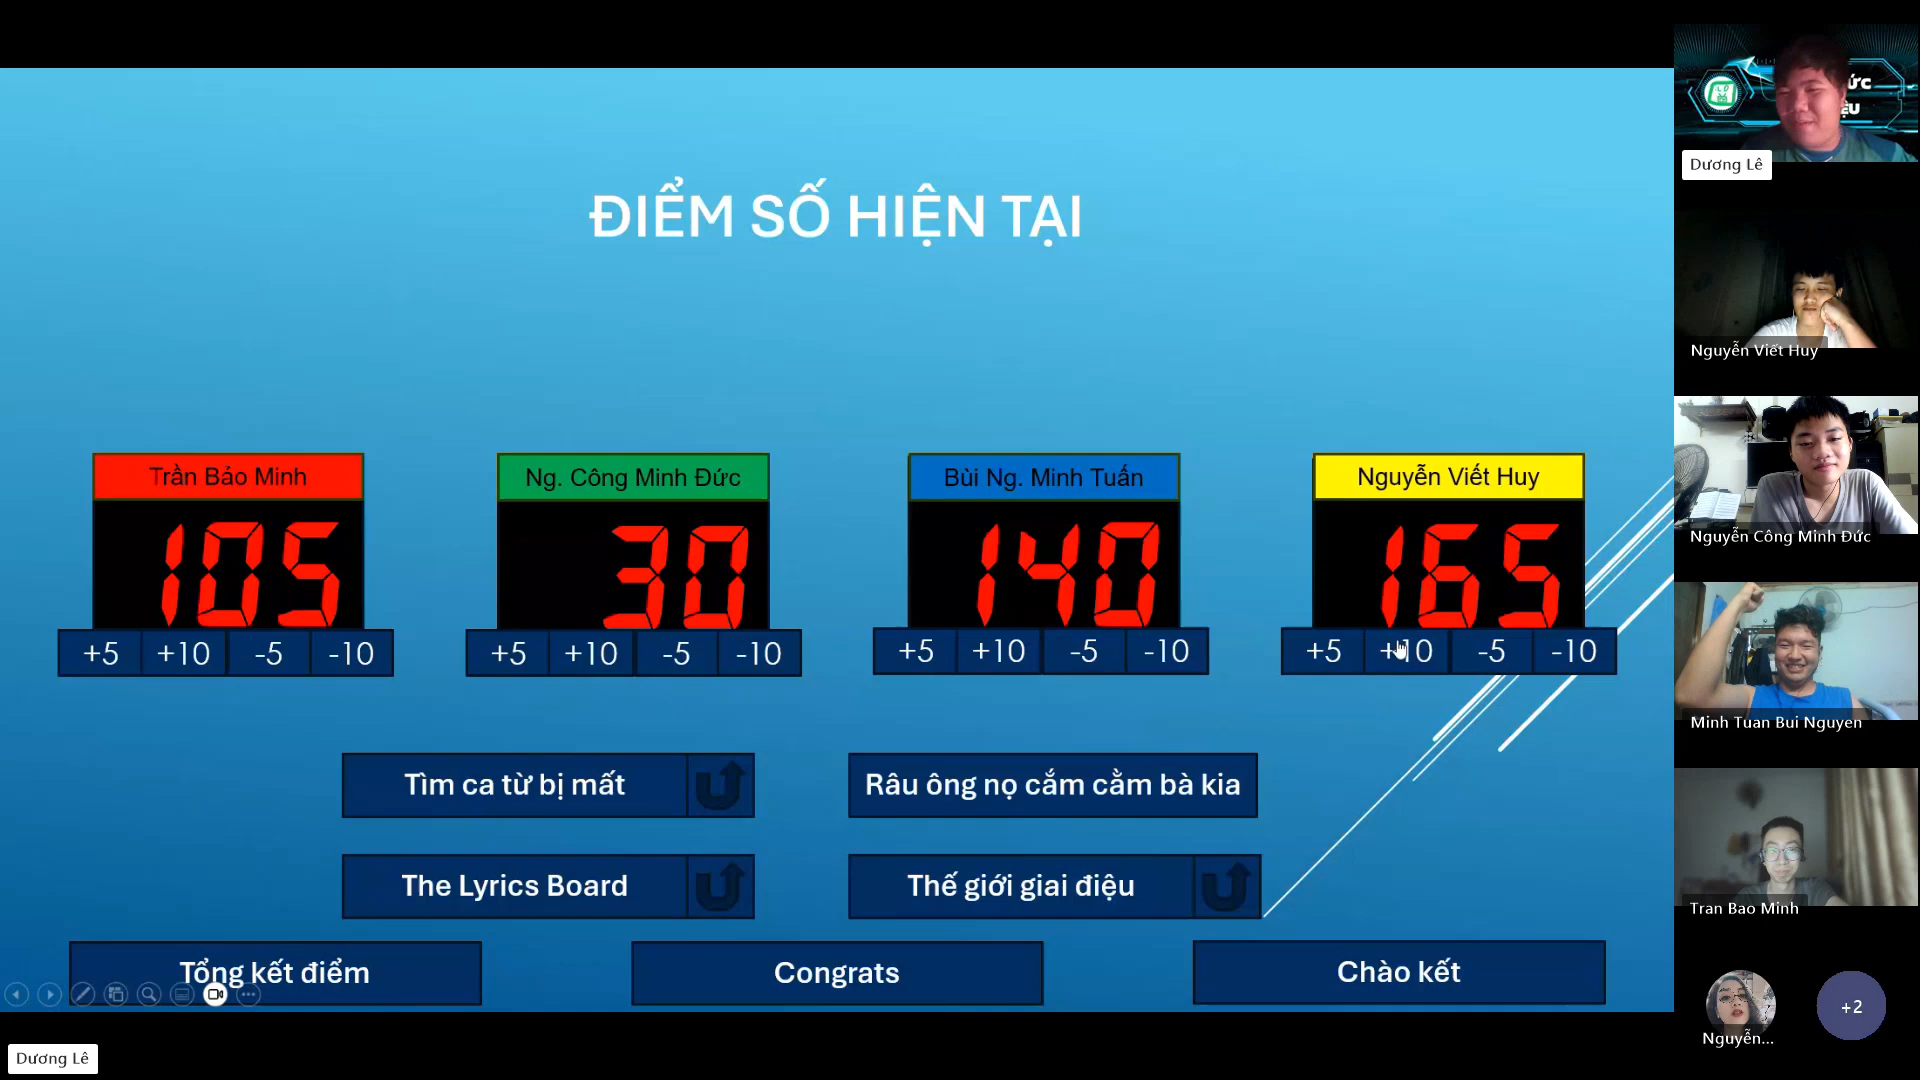 ĐIỂM SỐ HIỆN TẠI
Trần Bảo Minh
Ng. Công Minh Đức
Bùi Ng. Minh Tuấn
Nguyễn Viết Huy
105
30
140
165
+5 +10 -5 -10
+5 +10 -5 -10
+5 +10 -5 -10
+5 +10 -5 -10
Tìm ca từ bị mất
Râu ông nọ cắm cằm bà kia
The Lyrics Board
Thế giới giai điệu
Tổng kết điểm
Congrats
Chào kết
Dương Lê
Dương Lê
Nguyễn Viết Huy
Nguyễn Công Minh Đức
Minh Tuan Bui Nguyen
Tran Bao Minh
Nguyễn...
+2